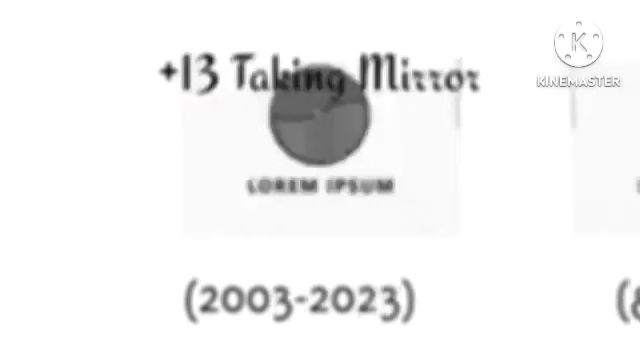 +13 Taking Mirror
KINEMASTER
LOREM IPSUM
(2003-2023)